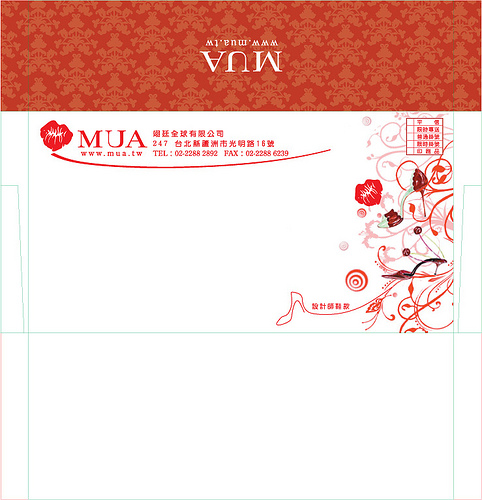 MUA
www.mua.tw
MUA
www.mua.tw
翊廷全球有限公司
247 台北縣蘆洲市光明路16號
TEL：02-2288 2892 FAX：02-2288 6239
平信
限時專送
普通掛號
限時掛號
印刷品
設計師鞋款